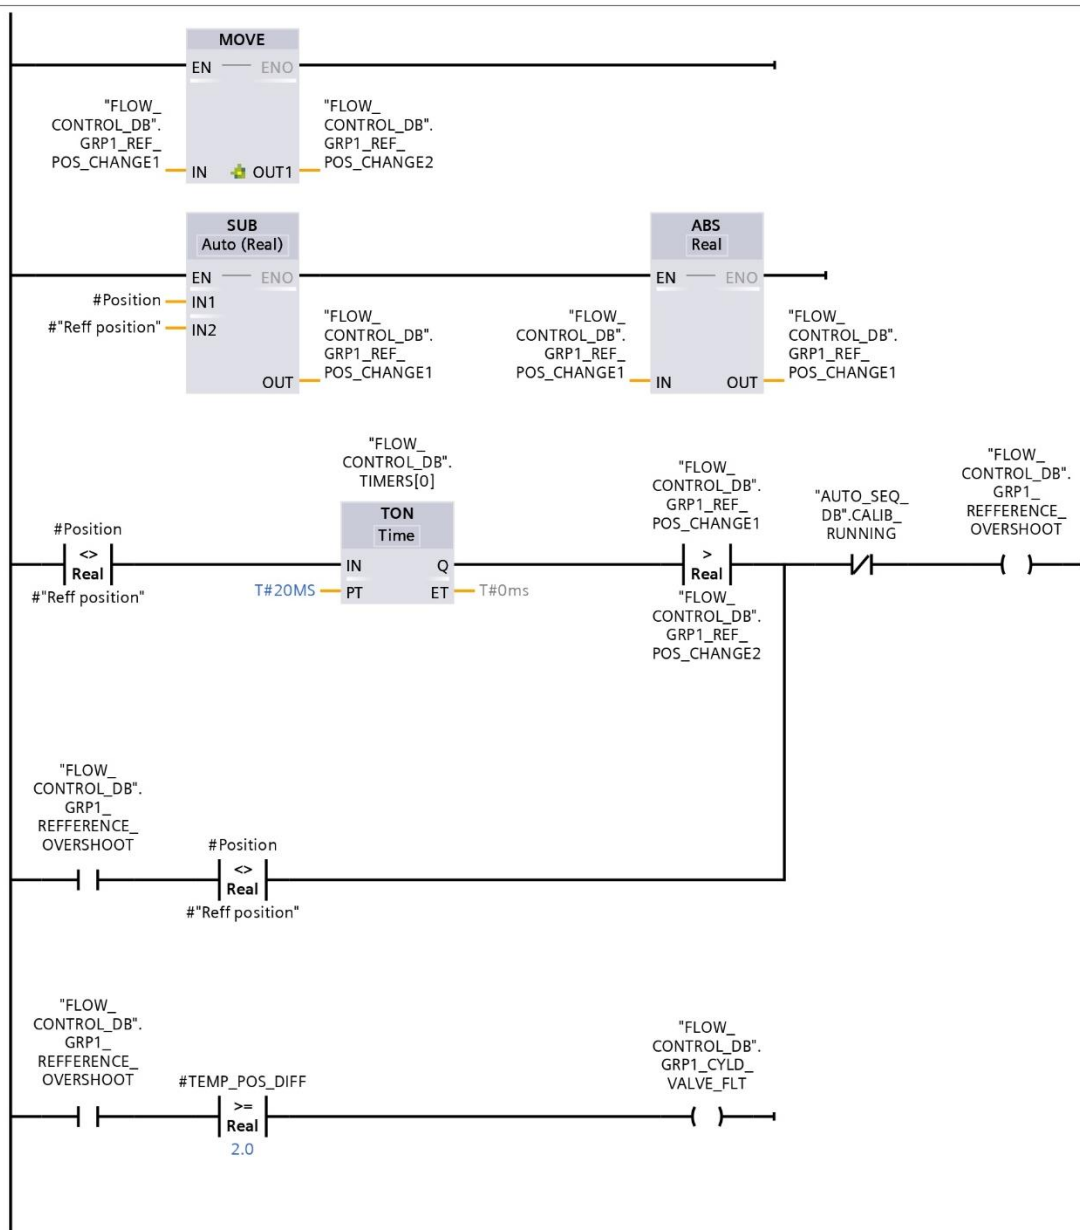 MOVE
EN
ENO
"FLOW_
CONTROL_DB".
GRP1_REF_
POS_CHANGE1
IN
OUT1
"FLOW_
CONTROL_DB".
GRP1_REF_
POS_CHANGE2
SUB
Auto (Real)
EN
ENO
#Position
IN1
#"Reff position"
IN2
OUT
"FLOW_
CONTROL_DB".
GRP1_REF_
POS_CHANGE1
ABS
Real
EN
ENO
"FLOW_
CONTROL_DB".
GRP1_REF_
POS_CHANGE1
IN
OUT
"FLOW_
CONTROL_DB".
GRP1_REF_
POS_CHANGE1
#Position
<>
Real
#"Reff position"
"FLOW_
CONTROL_DB".
TIMERS[0]
TON
Time
IN
Q
T#20MS
PT
ET
T#0ms
"FLOW_
CONTROL_DB".
GRP1_REF_
POS_CHANGE1
>
Real
"FLOW_
CONTROL_DB".
GRP1_REF_
POS_CHANGE2
"AUTO_SEQ_
DB".CALIB_
RUNNING
"FLOW_
CONTROL_DB".
GRP1_
REFFERENCE_
OVERSHOOT
"FLOW_
CONTROL_DB".
GRP1_
REFFERENCE_
OVERSHOOT
#Position
<>
Real
#"Reff position"
"FLOW_
CONTROL_DB".
GRP1_
REFFERENCE_
OVERSHOOT
#TEMP_POS_DIFF
>=
Real
2.0
"FLOW_
CONTROL_DB".
GRP1_CYLD_
VALVE_FLT